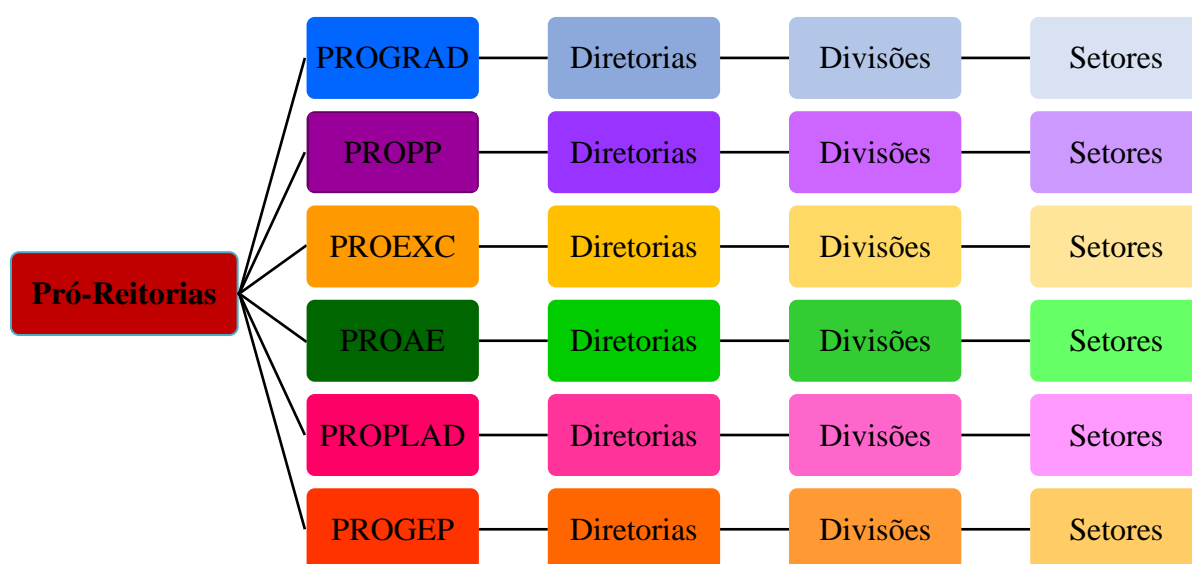 PROGRAD Diretorias Divisões Setores
PROPP Diretorias Divisões Setores
PROEXC Diretorias Divisões Setores
Pró-Reitorias
PROAE Diretorias Divisões Setores
PROPLAD Diretorias Divisões Setores
PROGEP Diretorias Divisões Setores